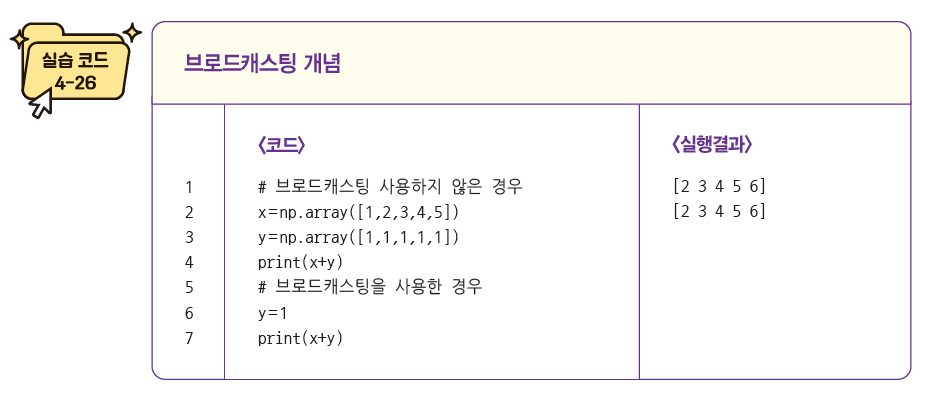 실습 코드
4-26
브로드캐스팅 개념
<코드>
<실행결과>
1 # 브로드캐스팅 사용하지 않은 경우
2 x=np.array([1,2,3,4,5])
3 y=np.array([1,1,1,1,1])
4 print(x+y)
5 # 브로드캐스팅을 사용한 경우
6 y=1
7 print(x+y)
[2 3 4 5 6]
[2 3 4 5 6]